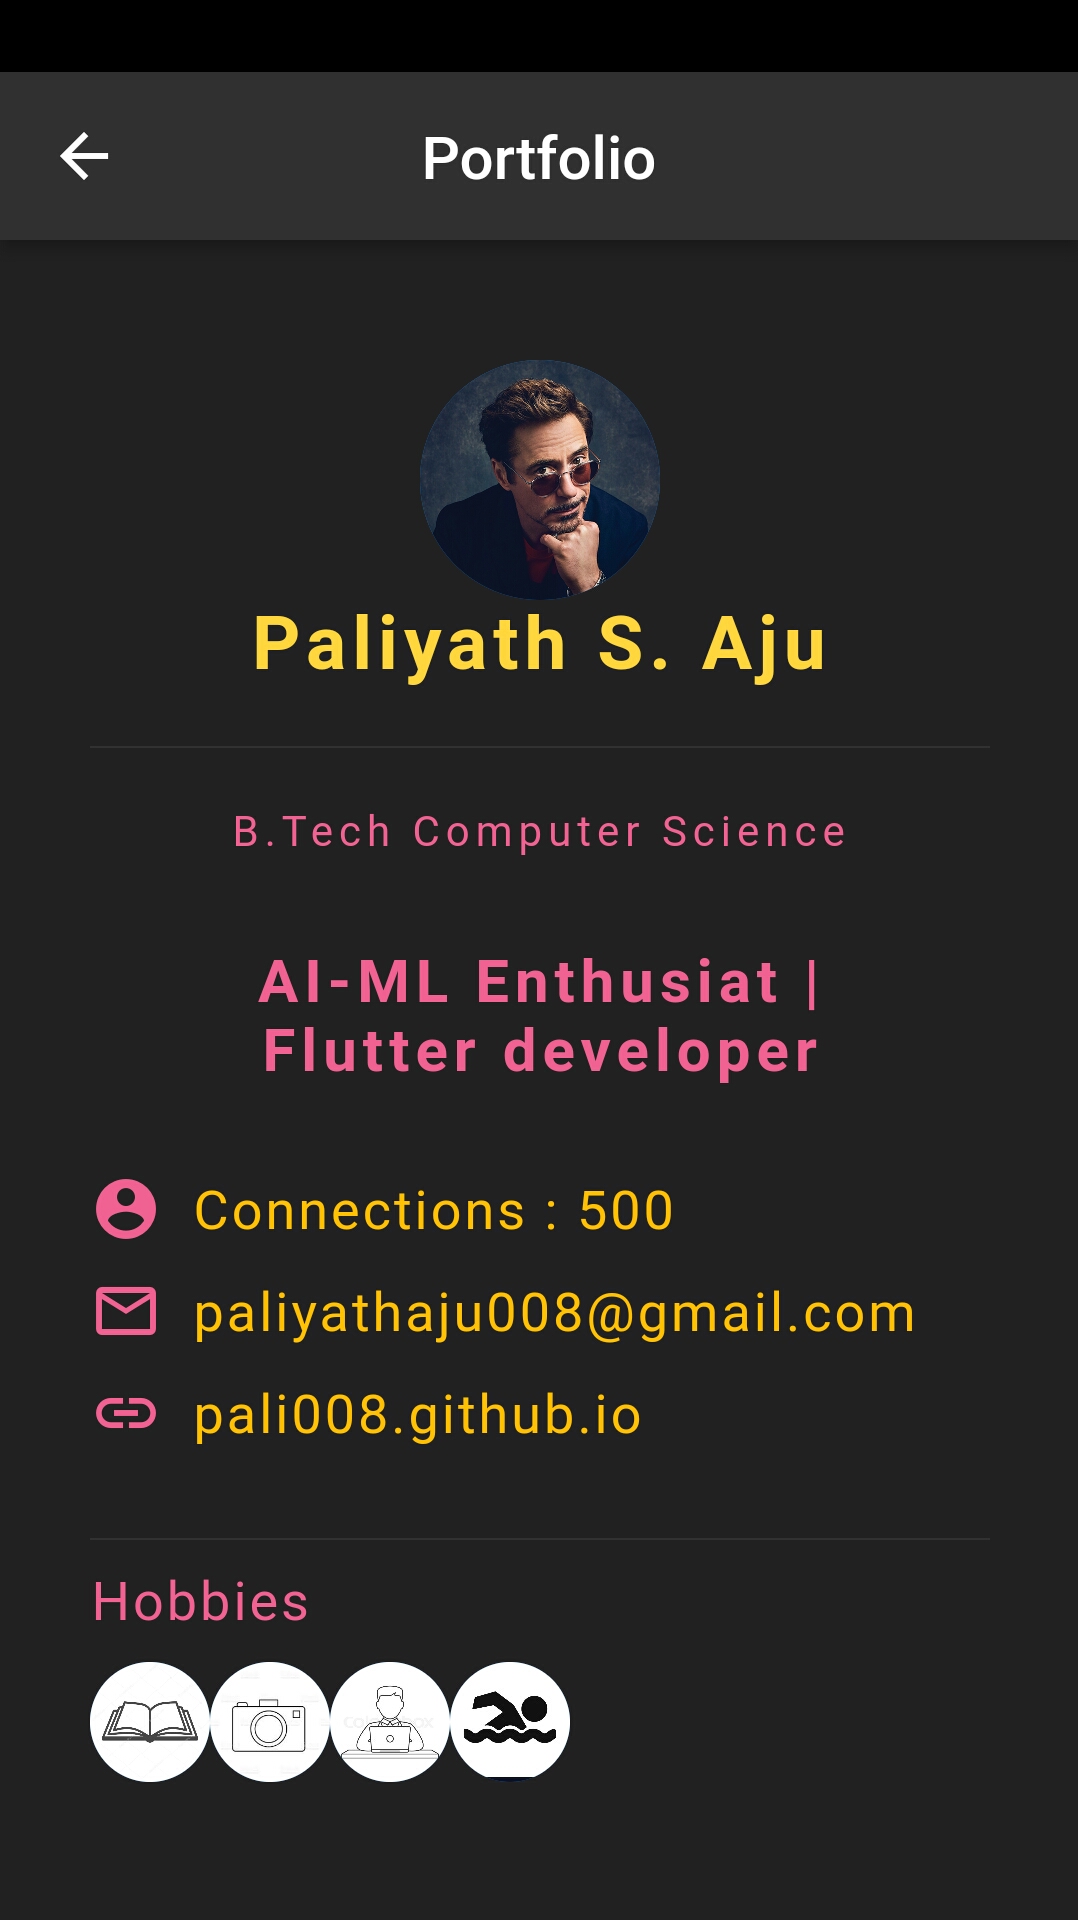 Portfolio
Paliyath S. Aju
B.Tech Computer Science
AI-ML Enthusiat |
Flutter developer
Connections : 500
paliyathaju008@gmail.com
pali008.github.io
Hobbies